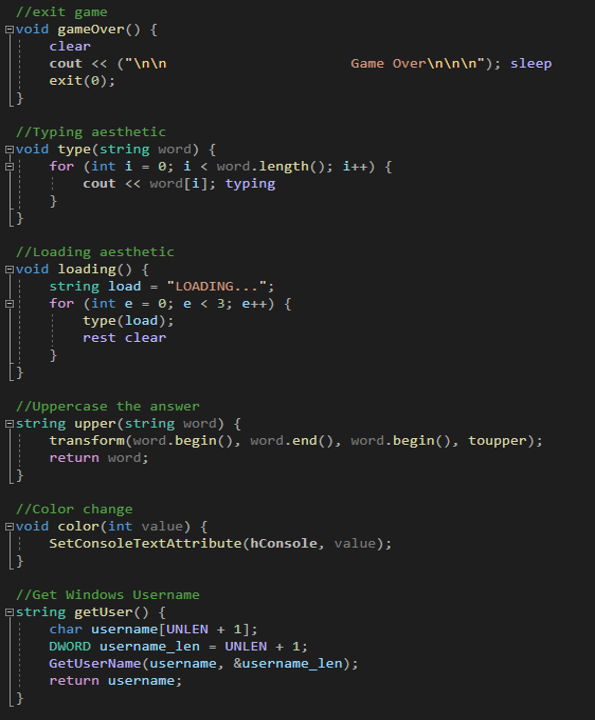 //exit game
void gameOver() {
    clear
    cout << ("\n\n                      Game Over\n\n\n"); sleep
    exit(0);
}

//Typing aesthetic
void type(string word) {
    for (int i = 0; i < word.length(); i++) {
        cout << word[i]; typing
    }
}

//Loading aesthetic
void loading() {
    string load = "LOADING...";
    for (int e = 0; e < 3; e++) {
        type(load);
        rest clear
    }
}

//Uppercase the answer
string upper(string word) {
    transform(word.begin(), word.end(), word.begin(), toupper);
    return word;
}

//Color change
void color(int value) {
    SetConsoleTextAttribute(hConsole, value);
}

//Get Windows Username
string getUser() {
    char username[UNLEN + 1];
    DWORD username_len = UNLEN + 1;
    GetUserName(username, &username_len);
    return username;
}